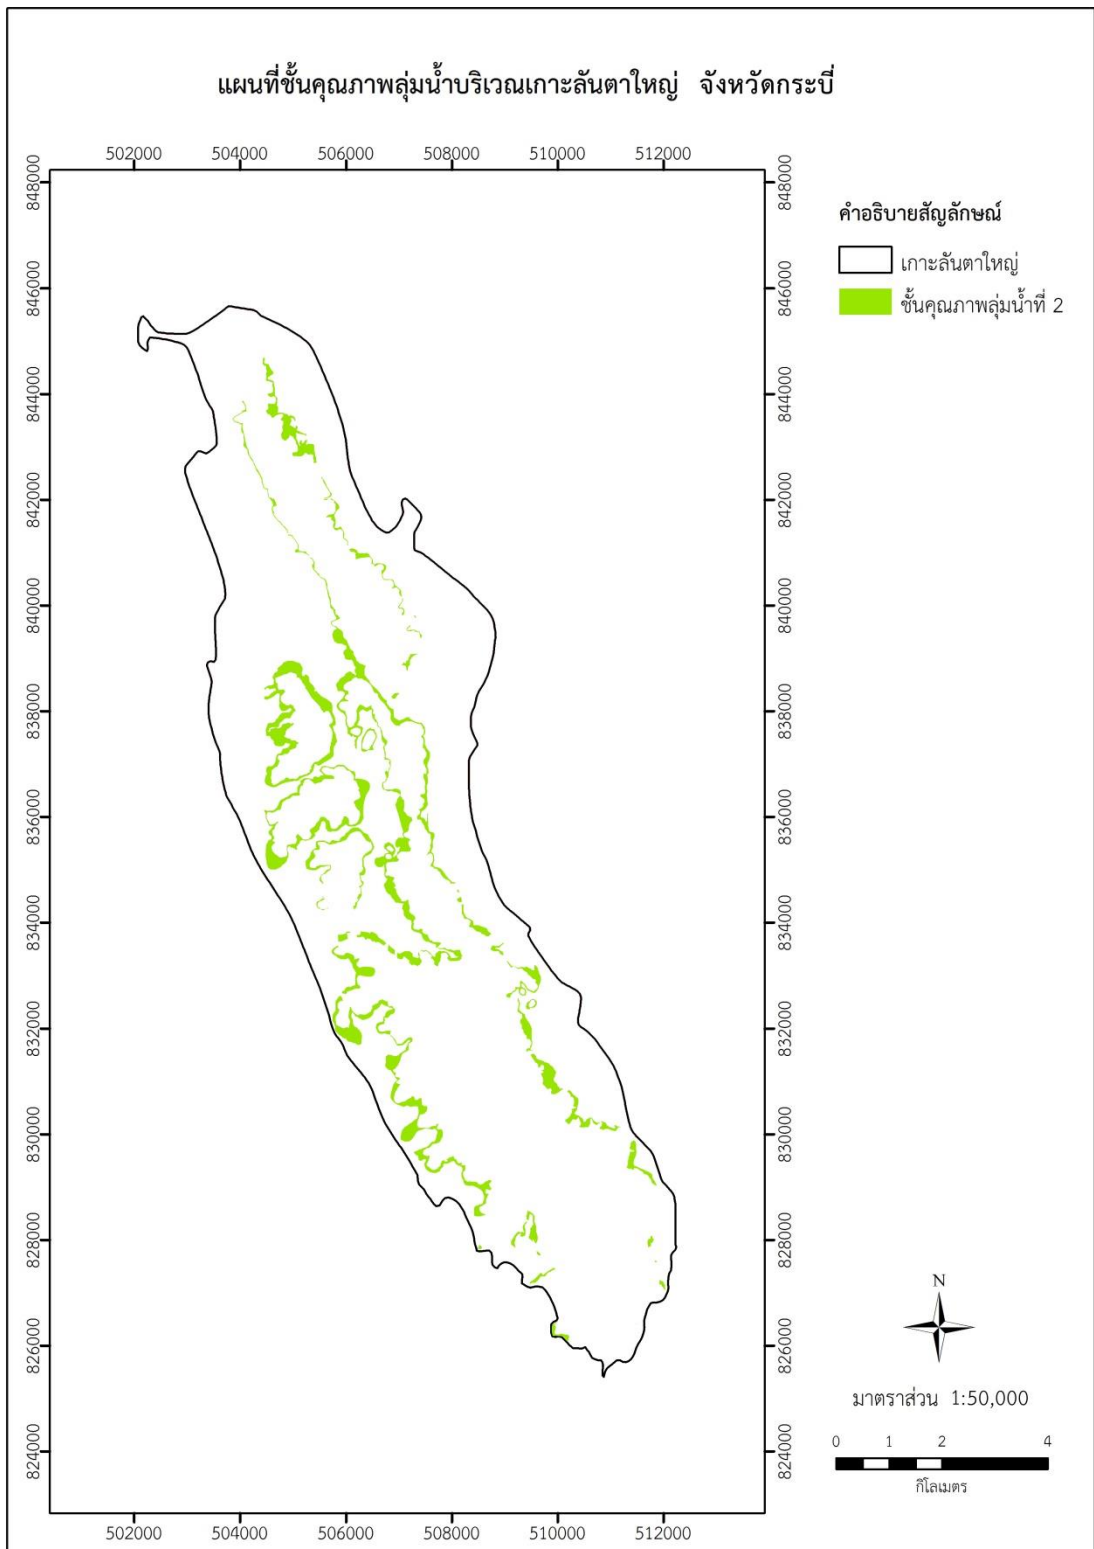 แผนที่ชั้นคุณภาพลุ่มน้ำบริเวณเกาะลันตาใหญ่ จังหวัดกระบี่
502000 504000 506000 508000 510000 512000
848000 848000
คำอธิบายสัญลักษณ์
เกาะลันตาใหญ่
846000 846000
ชั้นคุณภาพลุ่มน้ำที่ 2
844000 844000
842000 842000
840000 840000
838000 838000
836000 836000
834000 834000
832000 832000
830000 830000
828000 828000
N
826000 826000
มาตราส่วน 1:50,000
824000 824000
0 1 2 4
กิโลเมตร
502000 504000 506000 508000 510000 512000